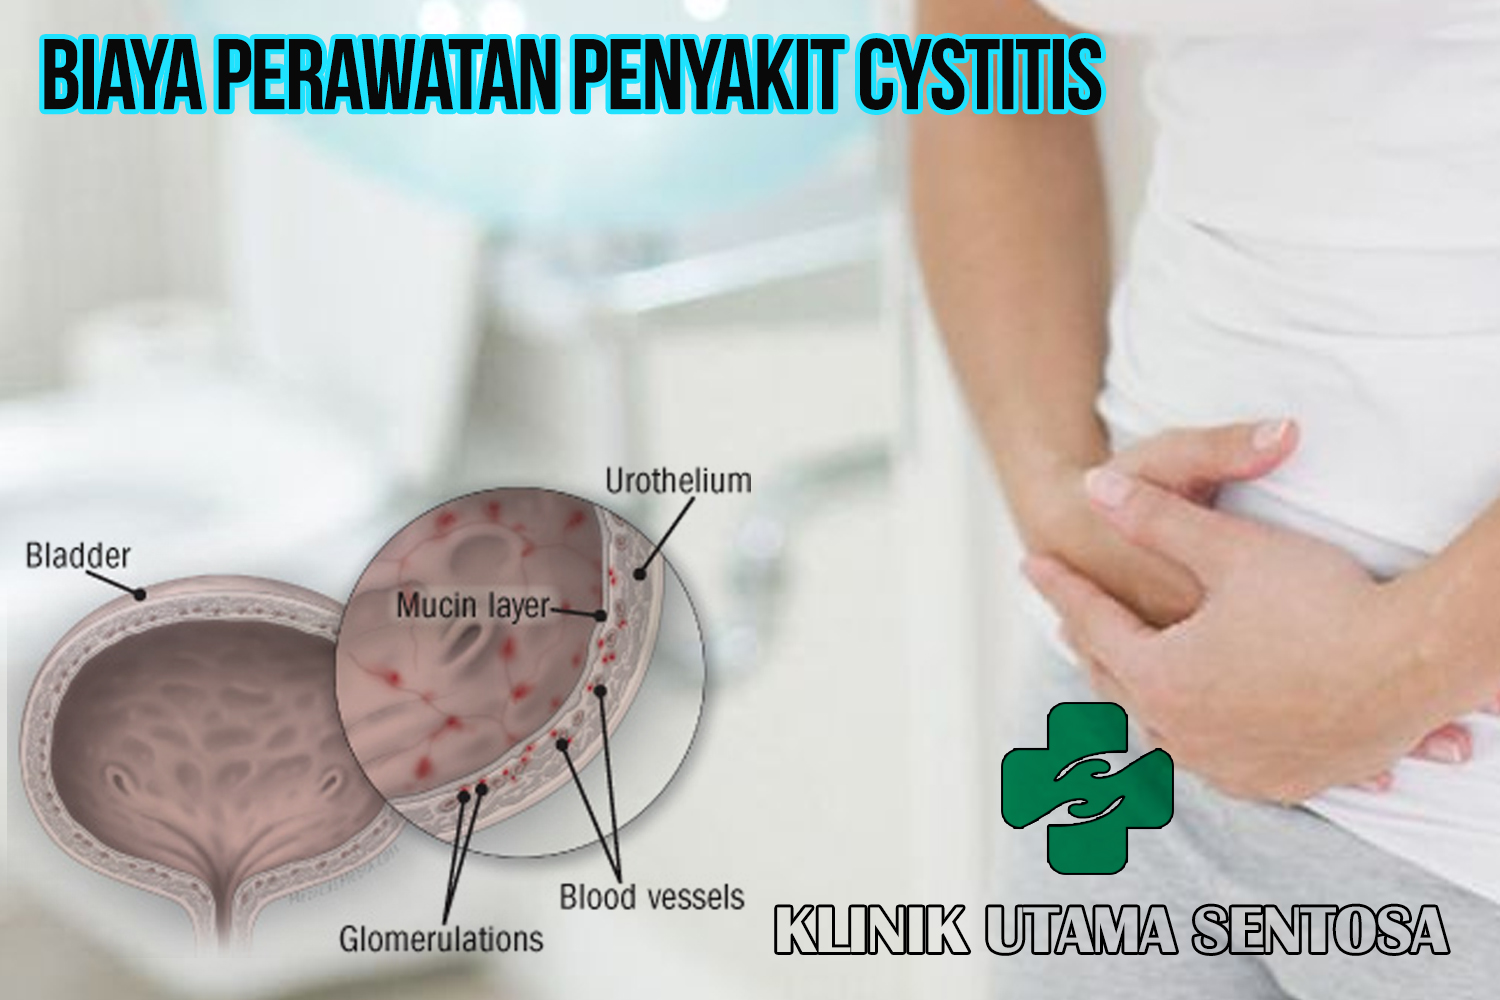 BIAYA PERAWATAN PENYAKIT CYSTITIS
Urothelium
Bladder
Mucin layer
Blood vessels
Glomerulations
KLINIK UTAMA SENTOSA